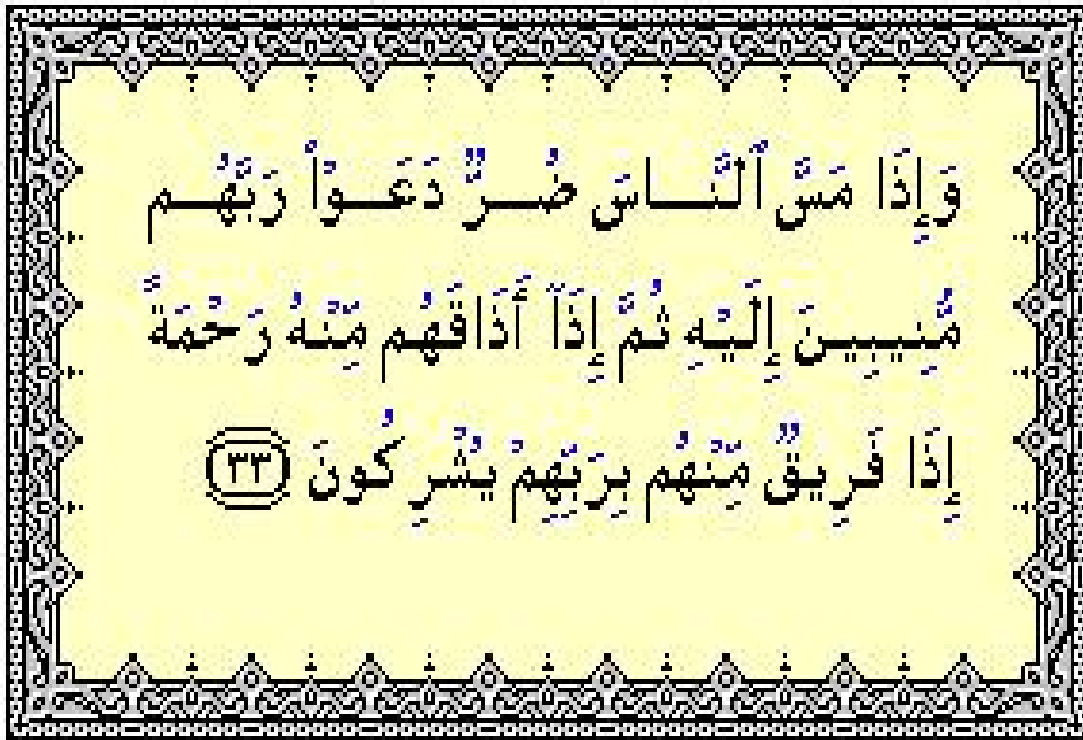 وَإِذَا مَسَّ ٱلنَّاسَ ضُرٌّ دَعَوْا۟ رَبَّهُم
مُّنِيبِينَ إِلَيْهِ ثُمَّ إِذَآ أَذَاقَهُم مِّنْهُ رَحْمَةً
إِذَا فَرِيقٌ مِّنْهُم بِرَبِّهِمْ يُشْرِكُونَ ٣٣